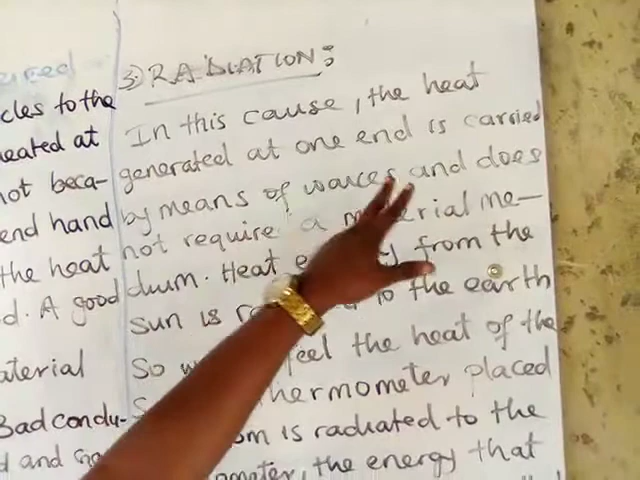 cles to the
heated at
not beca-
end hand
the heat
d. A good
aterial
Bad condu-
d and
3) RADIATION:
In this cause, the heat
generated at one end is carried
by means of waves and does
not require a material me-
dium. Heat from the
sun is to the earth
So feel the heat of the
thermometer placed
om is radiated to the
ometer, the energy that